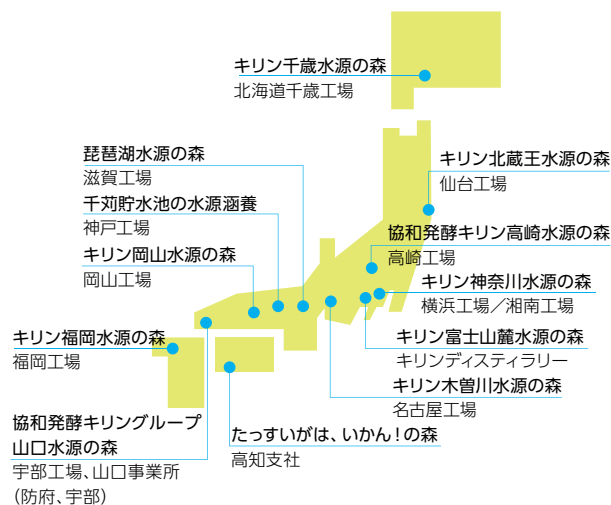 キリン千歳水源の森
北海道千歳工場
琵琶湖水源の森
滋賀工場
千苅貯水池の水源涵養
神戸工場
キリン岡山水源の森
岡山工場
キリン福岡水源の森
福岡工場
協和発酵キリングループ
山口水源の森
宇部工場、山口事業所
（防府、宇部）
たっすいがは、いかん！の森
高知支社
キリン北蔵王水源の森
仙台工場
協和発酵キリン高崎水源の森
高崎工場
キリン神奈川水源の森
横浜工場／湘南工場
キリン富士山麓水源の森
キリンディスティラリー
キリン木曽川水源の森
名古屋工場